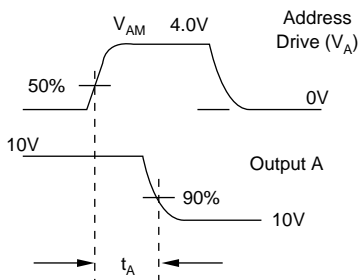 V_AM 4.0V
Address
Drive (V_A)
50%
0V
10V
Output A
90%
10V
t_A